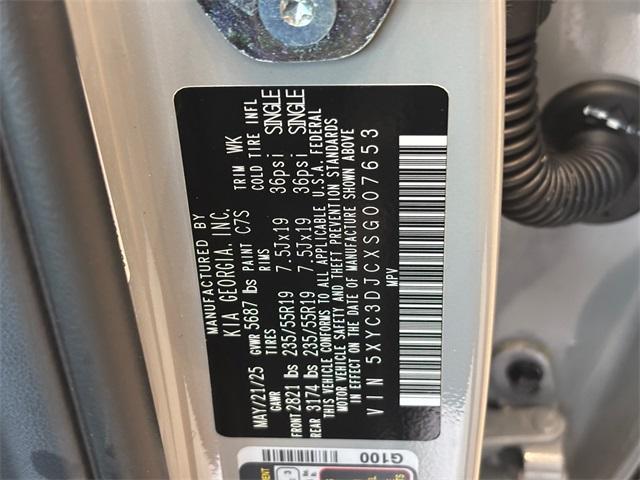 MANUFACTURED BY
KIA GEORGIA, INC.
MAY/21/25 GVWR 5687 lbs PAINT C7S TRIM WK
GAWR TIRES RIMS COLD TIRE INFL
FRONT 2821 lbs 235/55R19 7.5Jx19 36psi SINGLE
REAR 3174 lbs 235/55R19 7.5Jx19 36psi SINGLE
THIS VEHICLE CONFORMS TO ALL APPLICABLE U.S.A. FEDERAL
MOTOR VEHICLE SAFETY AND THEFT PREVENTION STANDARDS
IN EFFECT ON THE DATE OF MANUFACTURE SHOWN ABOVE
VIN 5XYC3DJCXSG007653
MPV
G100